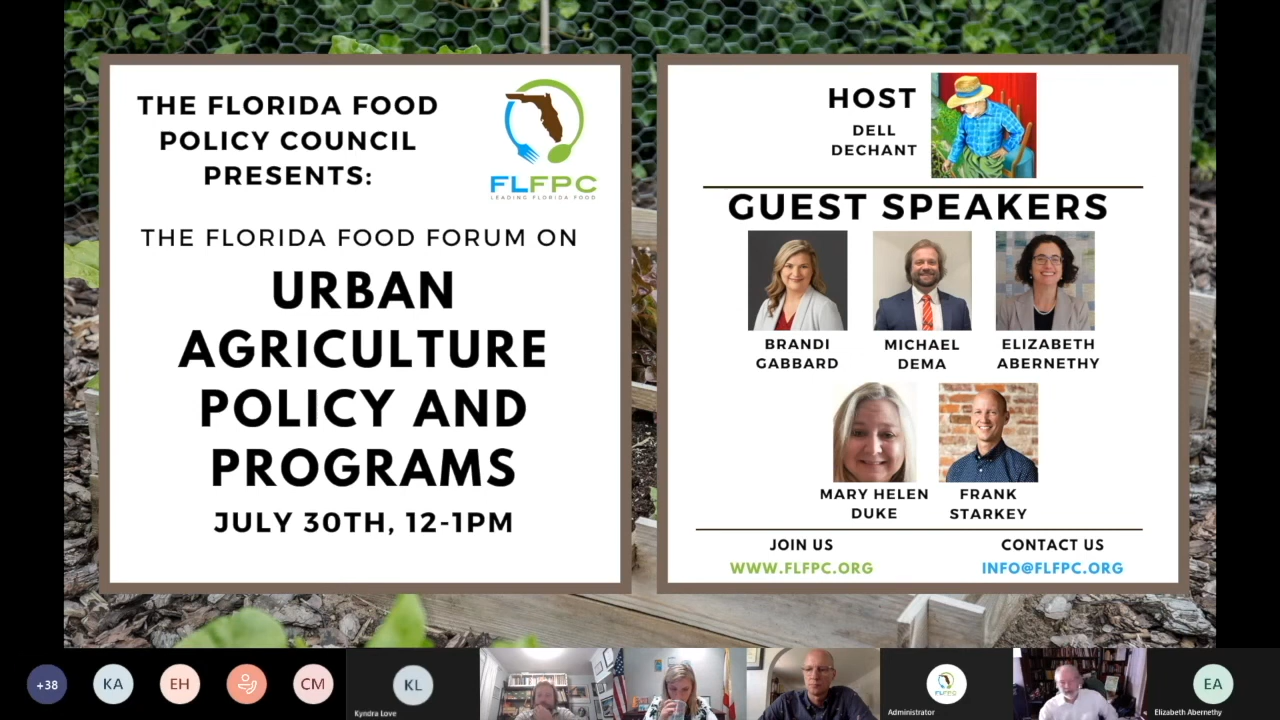 THE FLORIDA FOOD
POLICY COUNCIL
PRESENTS:
FLFPC
LEADING FLORIDA FOOD
THE FLORIDA FOOD FORUM ON
URBAN
AGRICULTURE
POLICY AND
PROGRAMS
JULY 30TH, 12-1PM
HOST
DELL
DECHANT
GUEST SPEAKERS
BRANDI
GABBARD
MICHAEL
DEMA
ELIZABETH
ABERNETHY
MARY HELEN
DUKE
FRANK
STARKEY
JOIN US
WWW.FLFPC.ORG
CONTACT US
INFO@FLFPC.ORG
+38
KA
EH
CM
KL
Kyndra Love
FLFPC
Administrator
EA
Elizabeth Abernethy